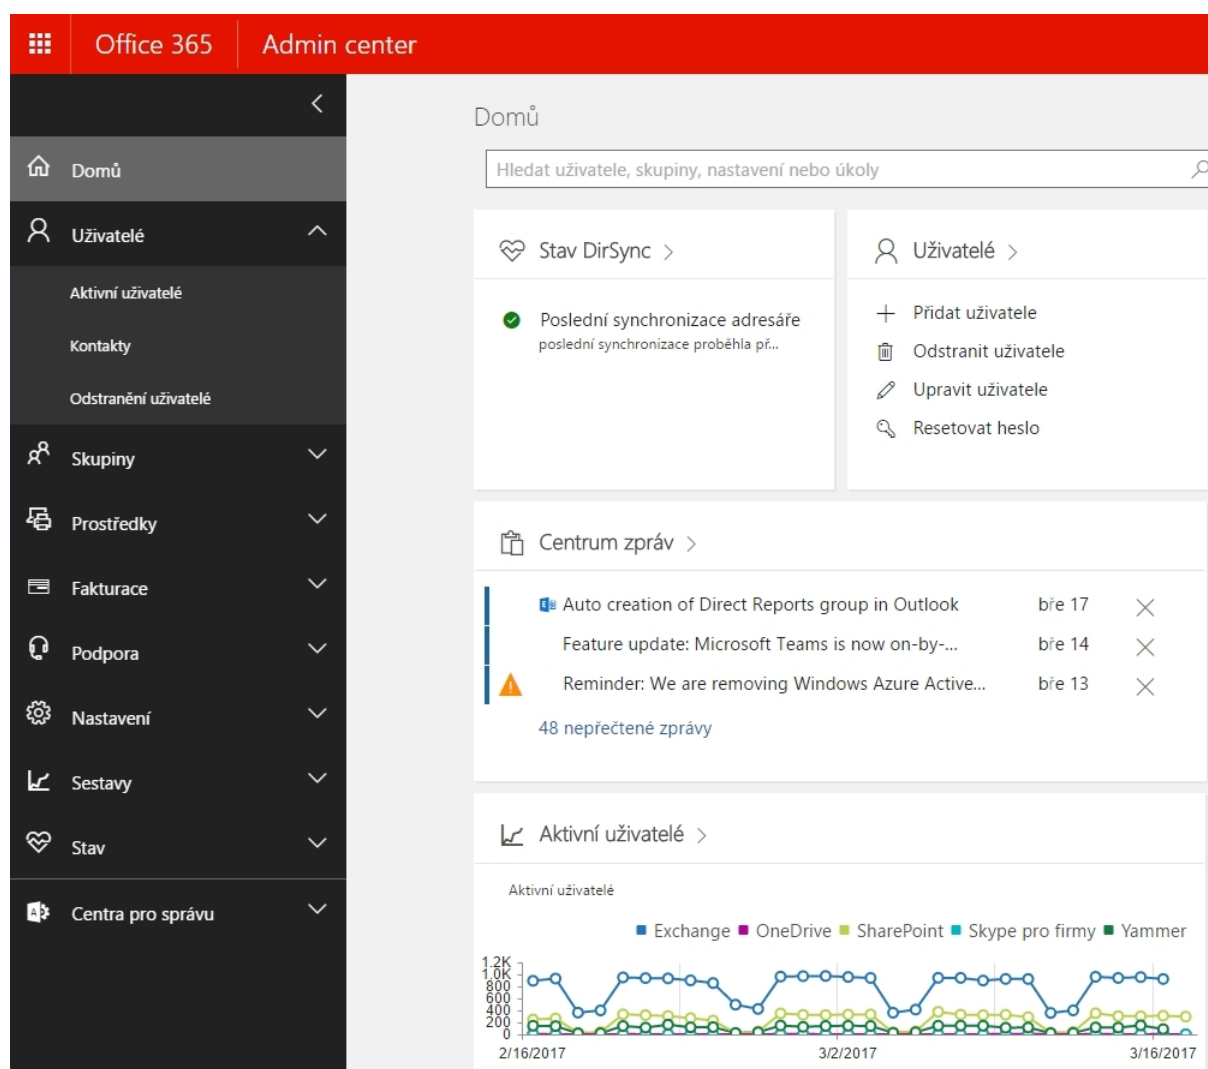 Office 365
Admin center
Domů
Uživatelé
Aktivní uživatelé
Kontakty
Odstranění uživatelé
Skupiny
Prostředky
Fakturace
Podpora
Nastavení
Sestavy
Stav
Centra pro správu
Domů
Hledat uživatele, skupiny, nastavení nebo úkoly
Stav DirSync
Poslední synchronizace adresáře
poslední synchronizace proběhla př...
Uživatelé
Přidat uživatele
Odstranit uživatele
Upravit uživatele
Resetovat heslo
Centrum zpráv
Auto creation of Direct Reports group in Outlook bře 17
Feature update: Microsoft Teams is now on-by-... bře 14
Reminder: We are removing Windows Azure Active... bře 13
48 nepřečtené zprávy
Aktivní uživatelé
Aktivní uživatelé
Exchange OneDrive SharePoint Skype pro firmy Yammer
1.2K
1.0K
800
600
400
200
0
2/16/2017 3/2/2017 3/16/2017